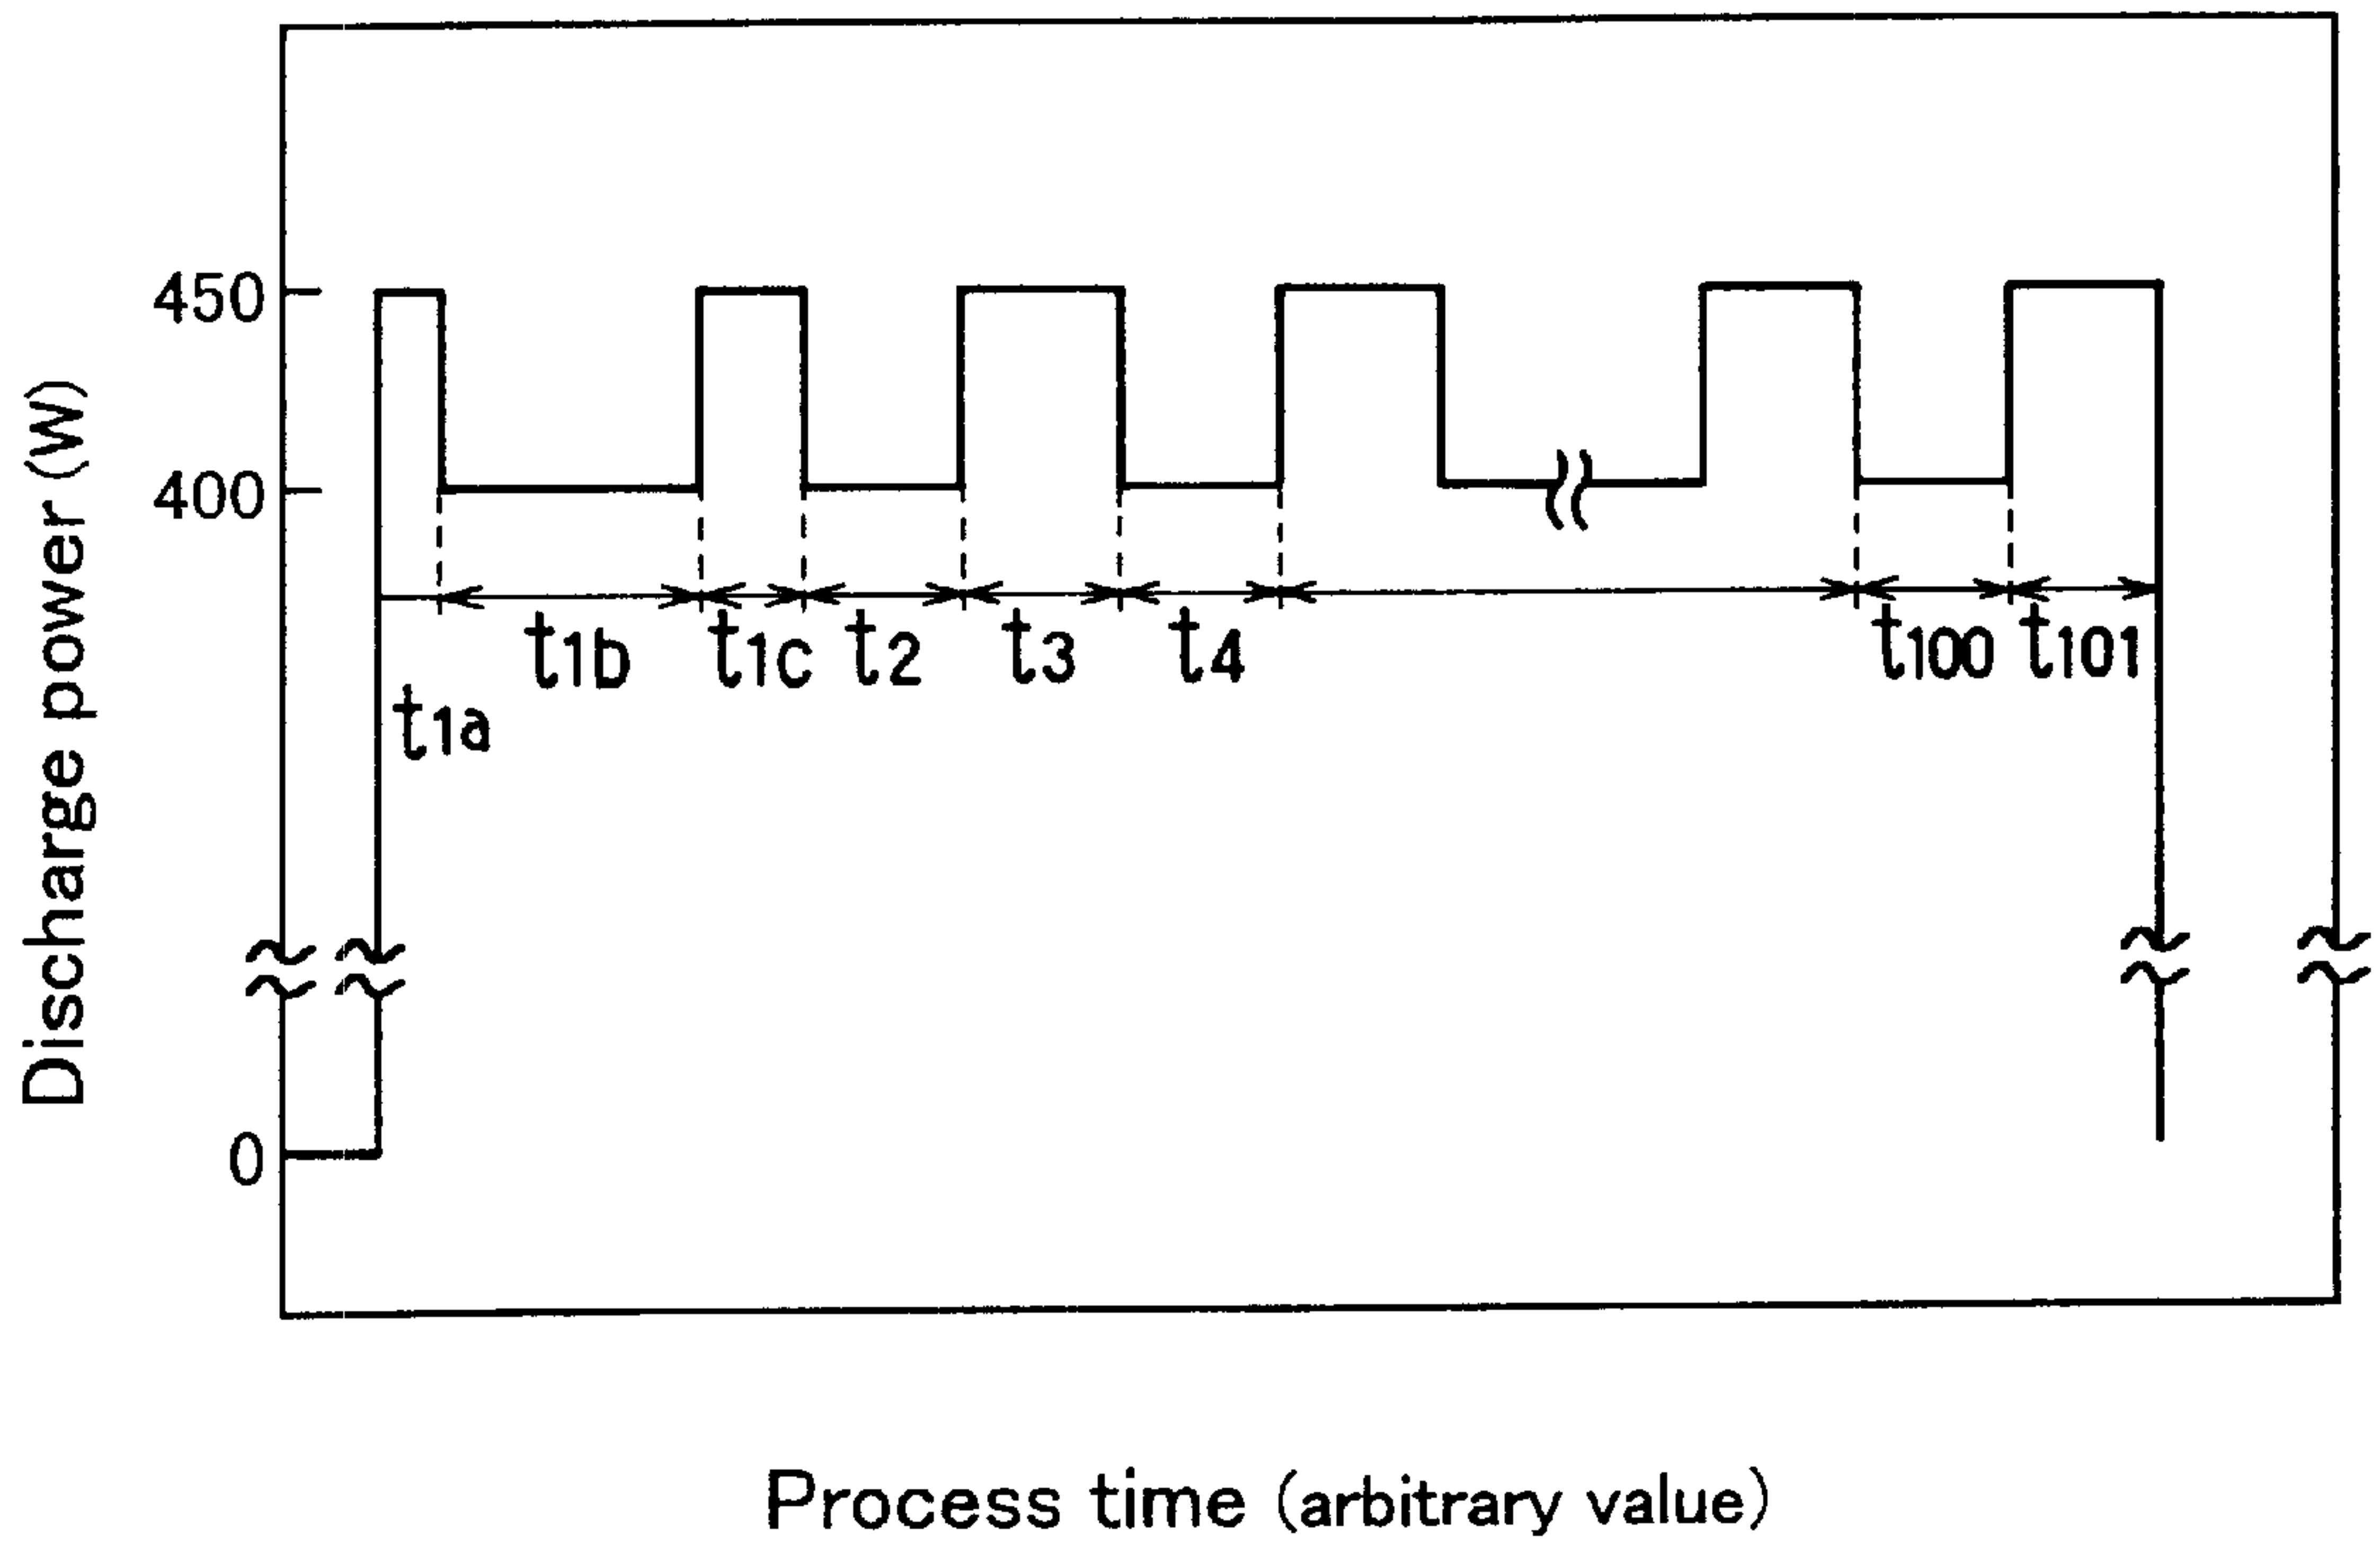 Discharge power (W)
450
400
0
t1a
t1b
t1c
t2
t3
t4
t100
t101
Process time (arbitrary value)